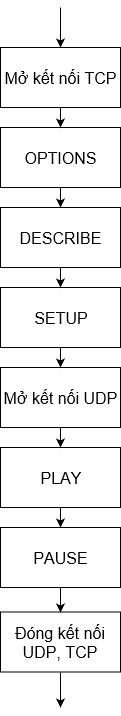 Mở kết nối TCP
OPTIONS
DESCRIBE
SETUP
Mở kết nối UDP
PLAY
PAUSE
Đóng kết nối
UDP, TCP